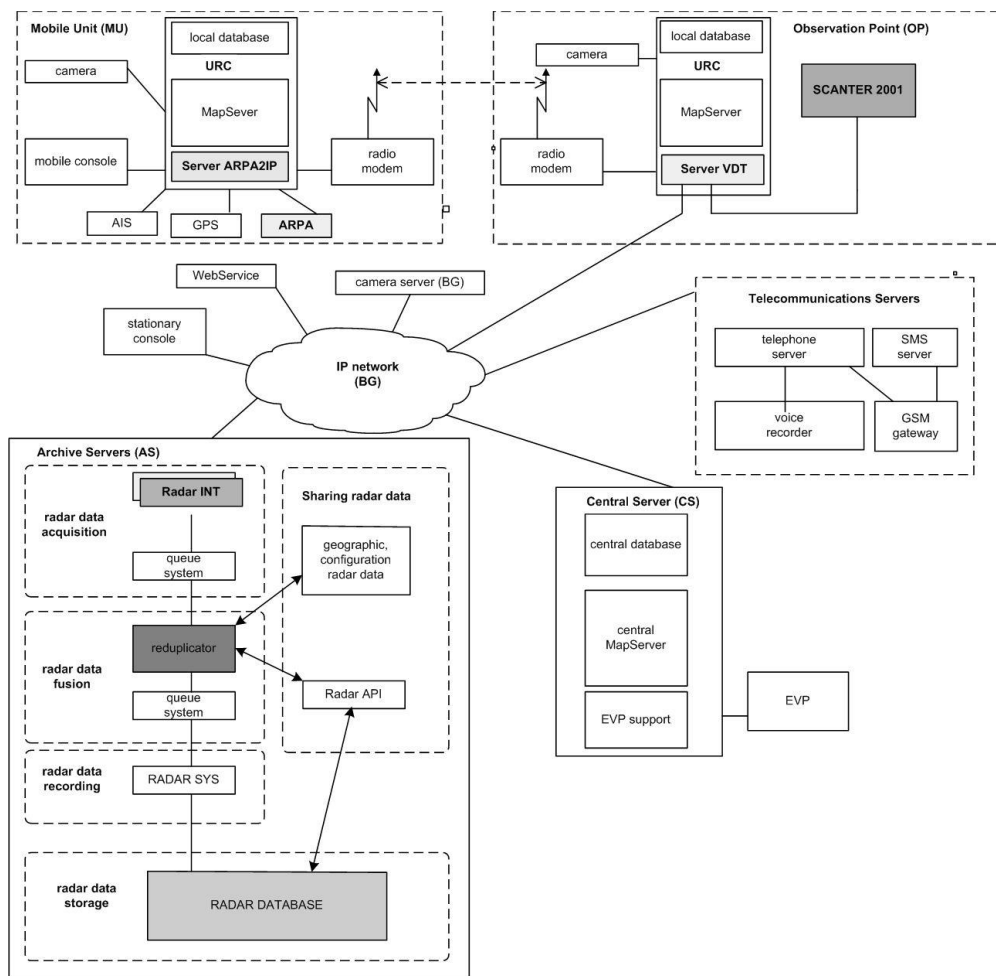 Mobile Unit (MU)
local database
URC
camera
MapSever
mobile console
Server ARPA2IP
radio
modem
AIS
GPS
ARPA
Observation Point (OP)
local database
camera
URC
MapServer
SCANTER 2001
radio
modem
Server VDT
WebService
camera server (BG)
stationary
console
IP network
(BG)
Telecommunications Servers
telephone
server
SMS
server
voice
recorder
GSM
gateway
Archive Servers (AS)
Radar INT
radar data
acquisition
queue
system
Sharing radar data
geographic,
configuration
radar data
reduplicator
radar data
fusion
queue
system
Radar API
radar data
recording
RADAR SYS
radar data
storage
RADAR DATABASE
Central Server (CS)
central database
central
MapServer
EVP support
EVP